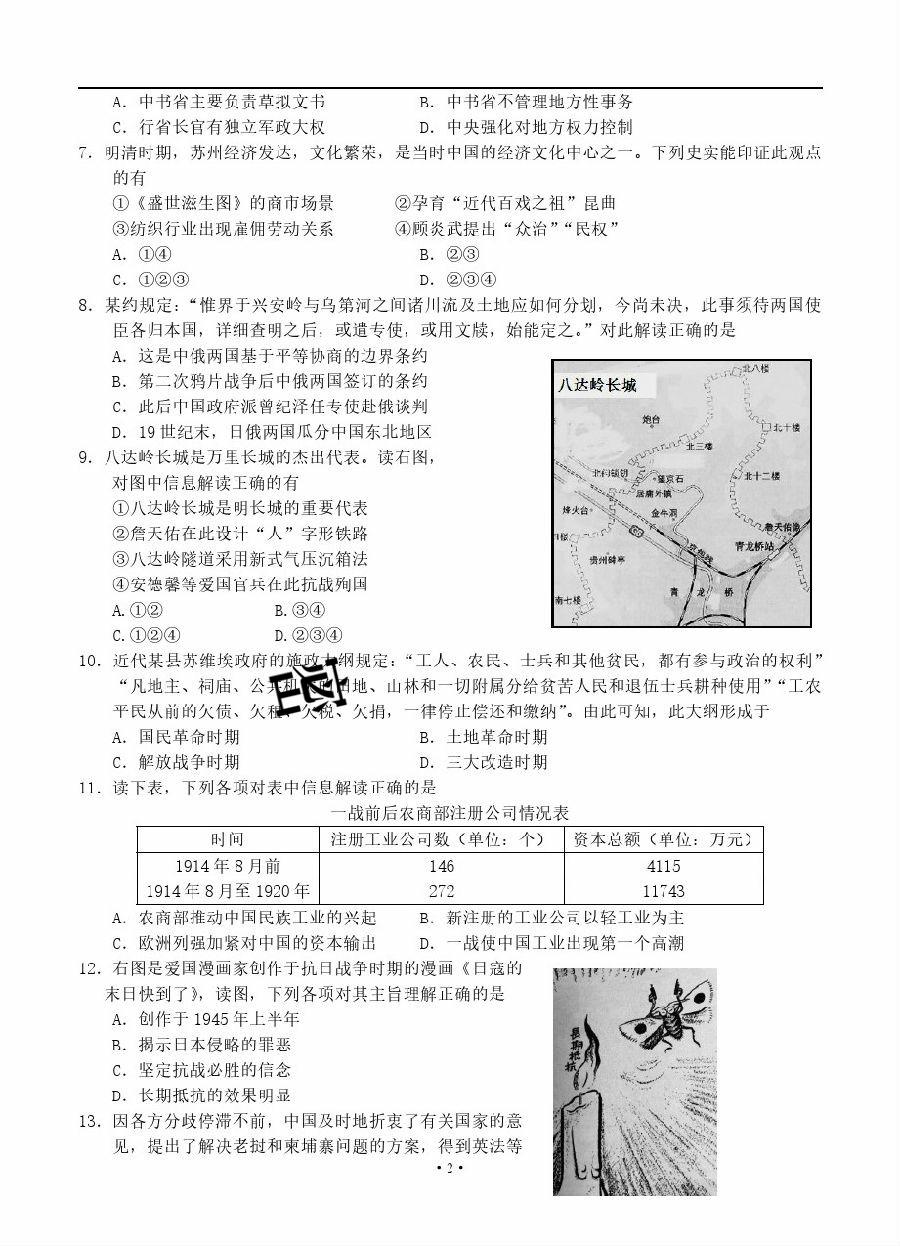 A. 中书省主要负责草拟文书 B. 中书省不管理地方性事务
C. 行省长官有独立军政大权 D. 中央强化对地方权力控制
7. 明清时期，苏州经济发达，文化繁荣，是当时中国的经济文化中心之一。下列史实能印证此观点
的有
①《盛世滋生图》的商市场景 ②孕育“近代百戏之祖”昆曲
③纺织行业出现雇佣劳动关系 ④顾炎武提出“众治”“民权”
A. ①④ B. ②③
C. ①②③ D. ②③④
8. 某约规定：“惟界于兴安岭与乌第河之间诸川流及土地应如何分划，今尚未决，此事须待两国使
臣各归本国，详细查明之后，或遣专使，或用文牍，始能定之。”对此解读正确的是
A. 这是中俄两国基于平等协商的边界条约
B. 第二次鸦片战争后中俄两国签订的条约
C. 此后中国政府派曾纪泽任专使赴俄谈判
D. 19 世纪末，日俄两国瓜分中国东北地区
9. 八达岭长城是万里长城的杰出代表。读右图，
对图中信息解读正确的有
①八达岭长城是明长城的重要代表
②詹天佑在此设计“人”字形铁路
③八达岭隧道采用新式气压沉箱法
④安德馨等爱国官兵在此抗战殉国
A. ①② B. ③④
C. ①②④ D. ②③④
八达岭长城
北八楼
炮台
北十楼
北三楼
北门锁钥
望京石
北十二楼
居庸外镇
烽火台
金牛洞
詹天佑像
青龙桥站
京包线
贵州碑亭
青龙桥
南七楼
10. 近代某县苏维埃政府的施政大纲规定：“工人、农民、士兵和其他贫民，都有参与政治的权利”
“凡地主、祠庙、公共机关的田地、山林和一切附属分给贫苦人民和退伍士兵耕种使用”“工农
平民从前的欠债、欠租、欠税、欠捐，一律停止偿还和缴纳”。由此可知，此大纲形成于
A. 国民革命时期 B. 土地革命时期
C. 解放战争时期 D. 三大改造时期
11. 读下表，下列各项对表中信息解读正确的是
一战前后农商部注册公司情况表
时间 注册工业公司数（单位：个） 资本总额（单位：万元）
1914 年 8 月前 146 4115
1914 年 8 月至 1920 年 272 11743
A. 农商部推动中国民族工业的兴起 B. 新注册的工业公司以轻工业为主
C. 欧洲列强加紧对中国的资本输出 D. 一战使中国工业出现第一个高潮
12. 右图是爱国漫画家创作于抗日战争时期的漫画《日寇的
末日快到了》，读图，下列各项对其主旨理解正确的是
A. 创作于 1945 年上半年
B. 揭示日本侵略的罪恶
C. 坚定抗战必胜的信念
D. 长期抵抗的效果明显
长期抵抗
13. 因各方分歧停滞不前，中国及时地折衷了有关国家的意
见，提出了解决老挝和柬埔寨问题的方案，得到英法等
·2·